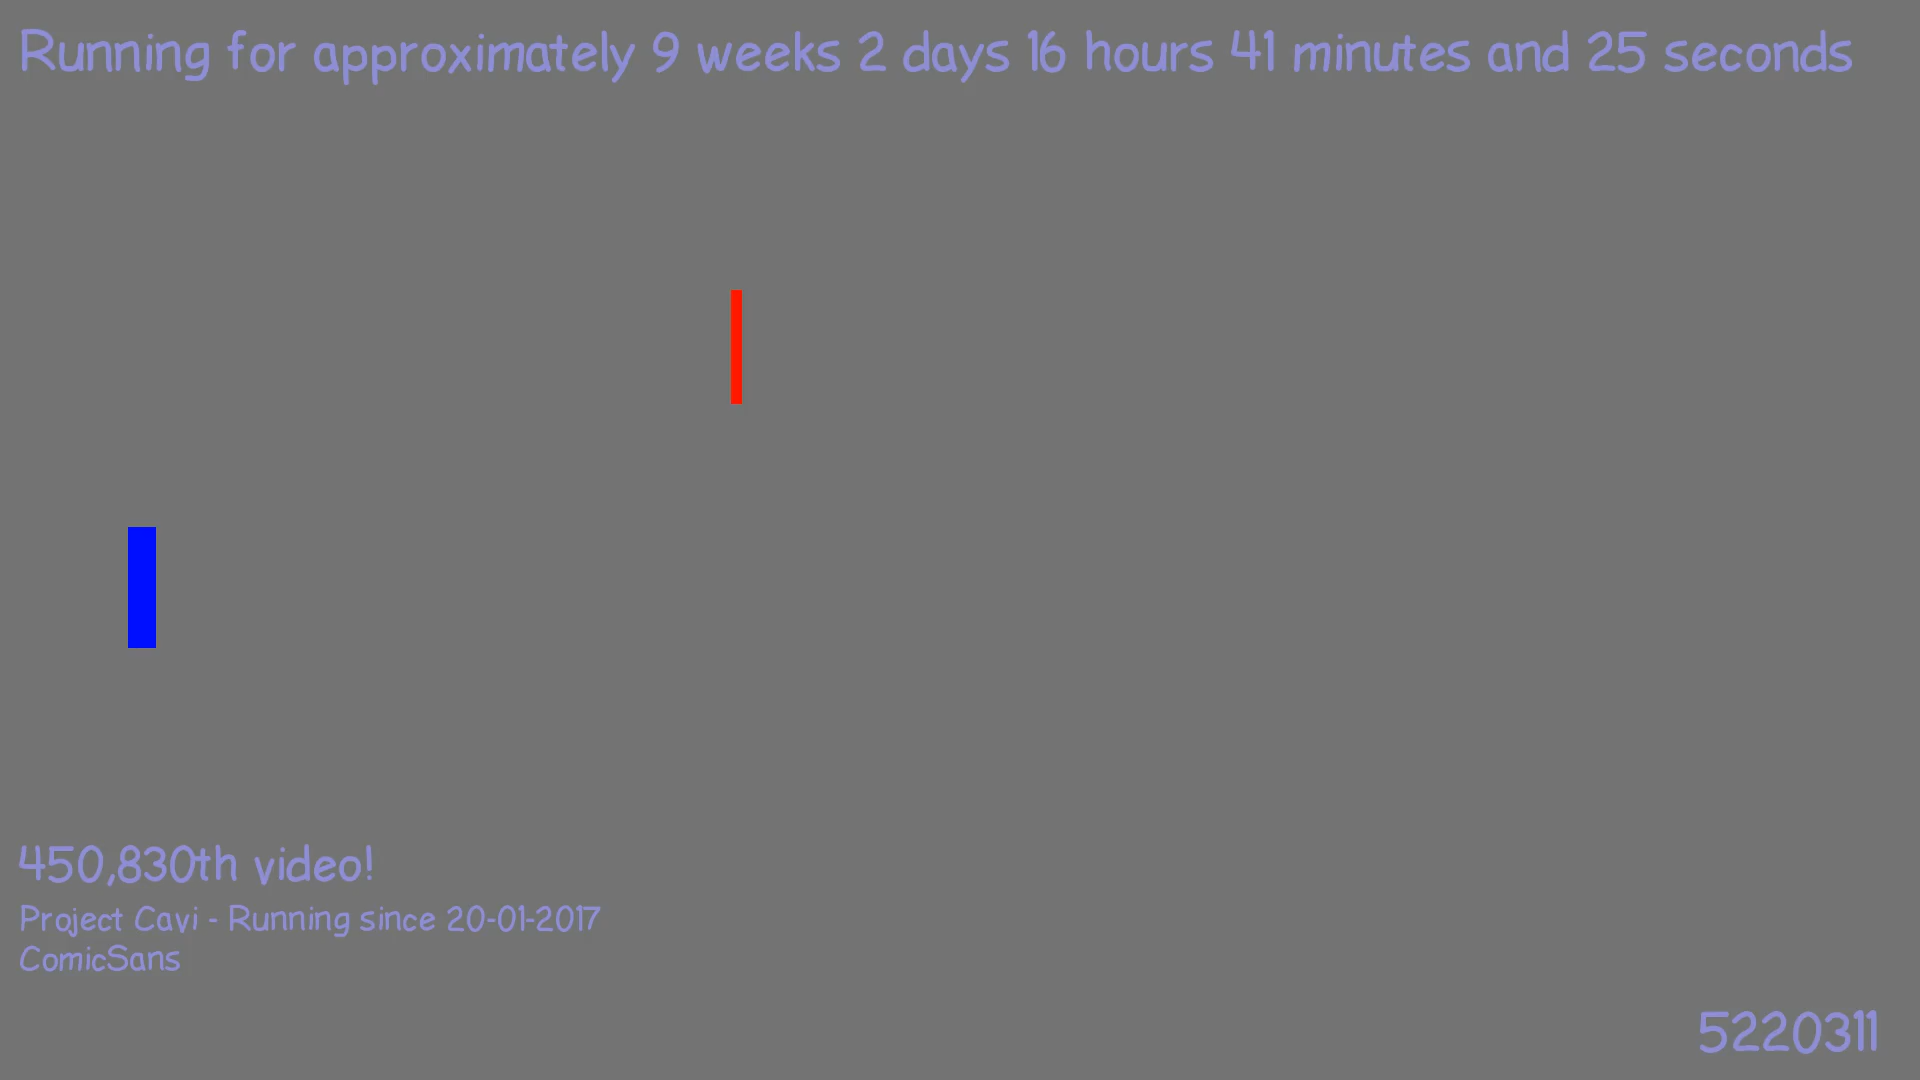 Running for approximately 9 weeks 2 days 16 hours 41 minutes and 25 seconds
450,830th video!
Project Cavi - Running since 20-01-2017
ComicSans
5220311